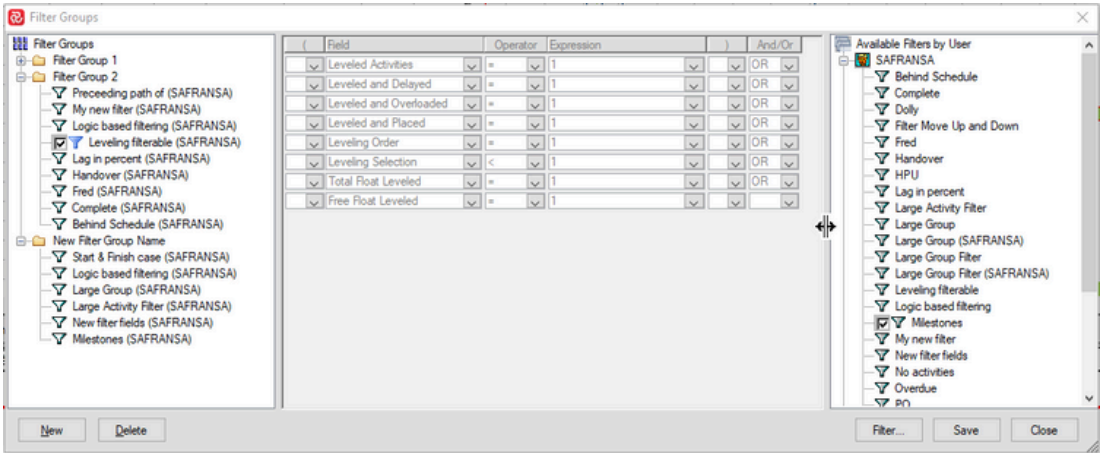 Filter Groups
Filter Groups
Filter Group 1
Filter Group 2
Preceeding path of (SAFRANSA)
My new filter (SAFRANSA)
Logic based filtering (SAFRANSA)
Leveling filterable (SAFRANSA)
Lag in percent (SAFRANSA)
Handover (SAFRANSA)
Fred (SAFRANSA)
Complete (SAFRANSA)
Behind Schedule (SAFRANSA)
New Filter Group Name
Start & Finish case (SAFRANSA)
Logic based filtering (SAFRANSA)
Large Group (SAFRANSA)
Large Activity Filter (SAFRANSA)
New filter fields (SAFRANSA)
Milestones (SAFRANSA)
( Field Operator Expression ) And/Or
Leveled Activities = 1 OR
Leveled and Delayed = 1 OR
Leveled and Overloaded = 1 OR
Leveled and Placed = 1 OR
Leveling Order = 1 OR
Leveling Selection < 1 OR
Total Float Leveled = 1 OR
Free Float Leveled = 1
Available Filters by User
SAFRANSA
Behind Schedule
Complete
Dolly
Filter Move Up and Down
Fred
Handover
HPU
Lag in percent
Large Activity Filter
Large Group
Large Group (SAFRANSA)
Large Group Filter
Large Group Filter (SAFRANSA)
Leveling filterable
Logic based filtering
Milestones
My new filter
New filter fields
No activities
Overdue
PO
New Delete Filter... Save Close